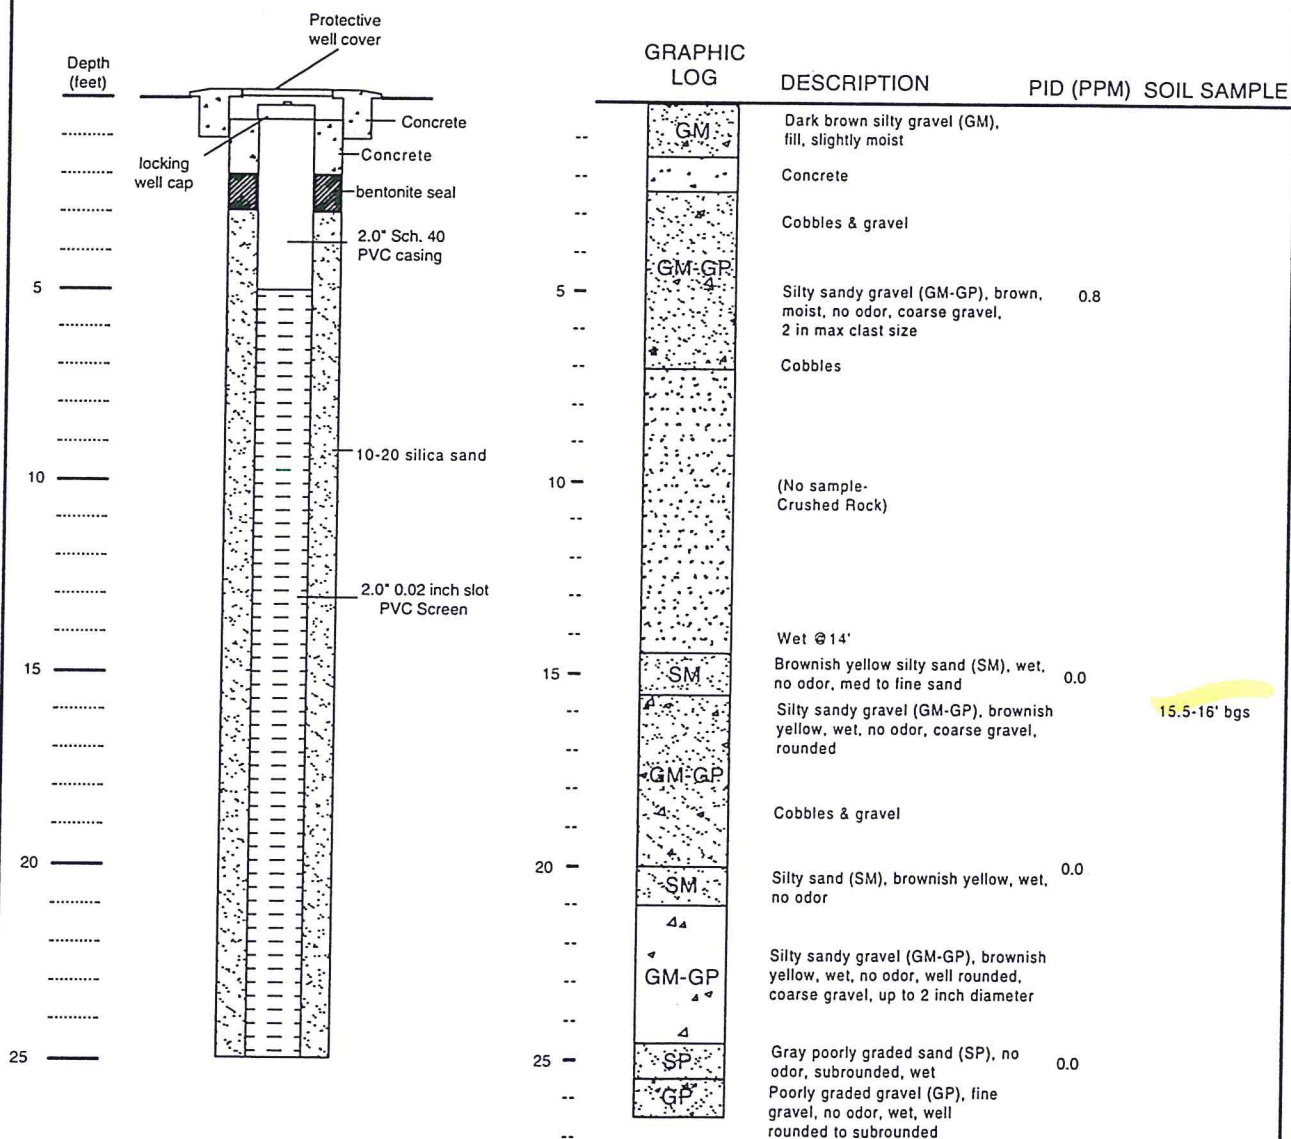 Protective
well cover
Depth
(feet)
Concrete
Concrete
locking
well cap
bentonite seal
2.0" Sch. 40
PVC casing
5
10-20 silica sand
10
2.0" 0.02 inch slot
PVC Screen
15
20
25
GRAPHIC
LOG
DESCRIPTION
PID (PPM)
SOIL SAMPLE
GM
Dark brown silty gravel (GM),
fill, slightly moist
Concrete
Cobbles & gravel
GM-GP
5
Silty sandy gravel (GM-GP), brown,
moist, no odor, coarse gravel,
2 in max clast size
0.8
Cobbles
10
(No sample-
Crushed Rock)
Wet @ 14'
15
SM
Brownish yellow silty sand (SM), wet,
no odor, med to fine sand
0.0
Silty sandy gravel (GM-GP), brownish
yellow, wet, no odor, coarse gravel,
rounded
15.5-16' bgs
GM-GP
Cobbles & gravel
20
0.0
SM
Silty sand (SM), brownish yellow, wet,
no odor
GM-GP
Silty sandy gravel (GM-GP), brownish
yellow, wet, no odor, well rounded,
coarse gravel, up to 2 inch diameter
25
SP
Gray poorly graded sand (SP), no
odor, subrounded, wet
0.0
GP
Poorly graded gravel (GP), fine
gravel, no odor, wet, well
rounded to subrounded